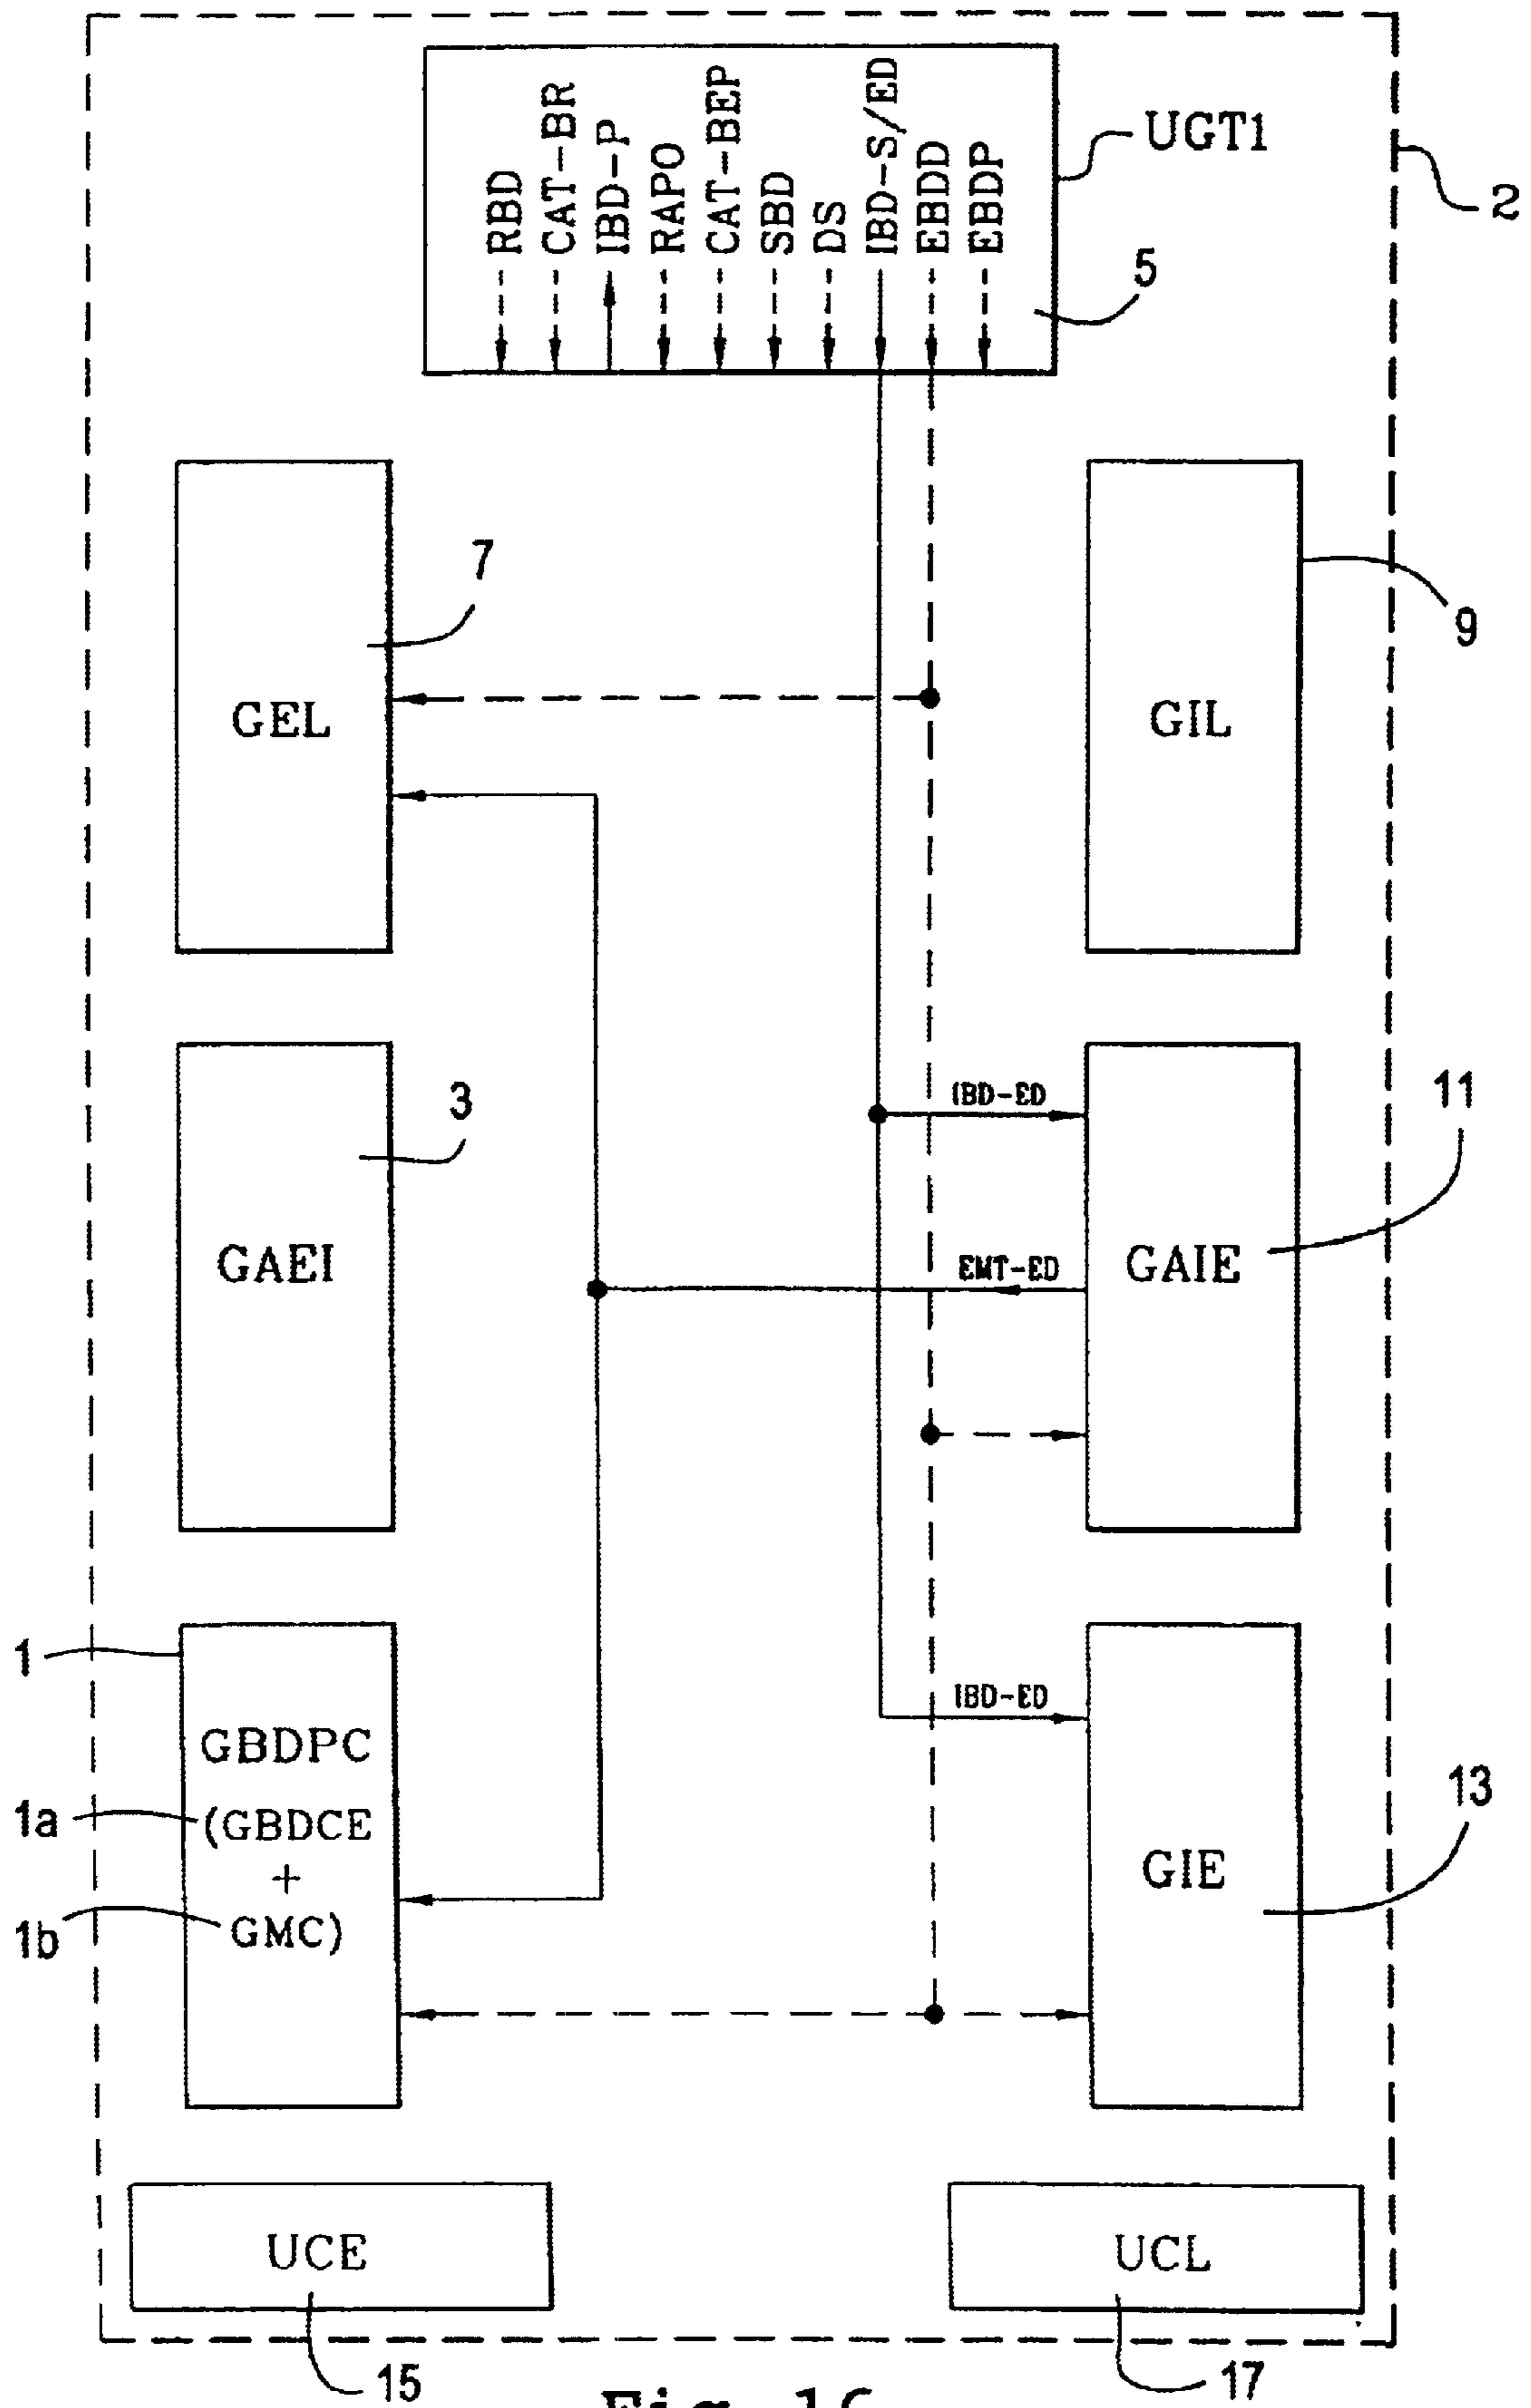 RBD
CAT-BR
IBD-P
RAPO
CAT-BEP
SBD
DS
IBD-S/ED
EBDD
EBDP
UGT1
2
5
7
GEL
9
GIL
3
GAEI
IBD-ED
11
EMT-ED
GAIE
1
GBDPC
1a
(GBDCE
+
1b
GMC)
IBD-ED
13
GIE
UCE
15
UCL
17
Fig. 16